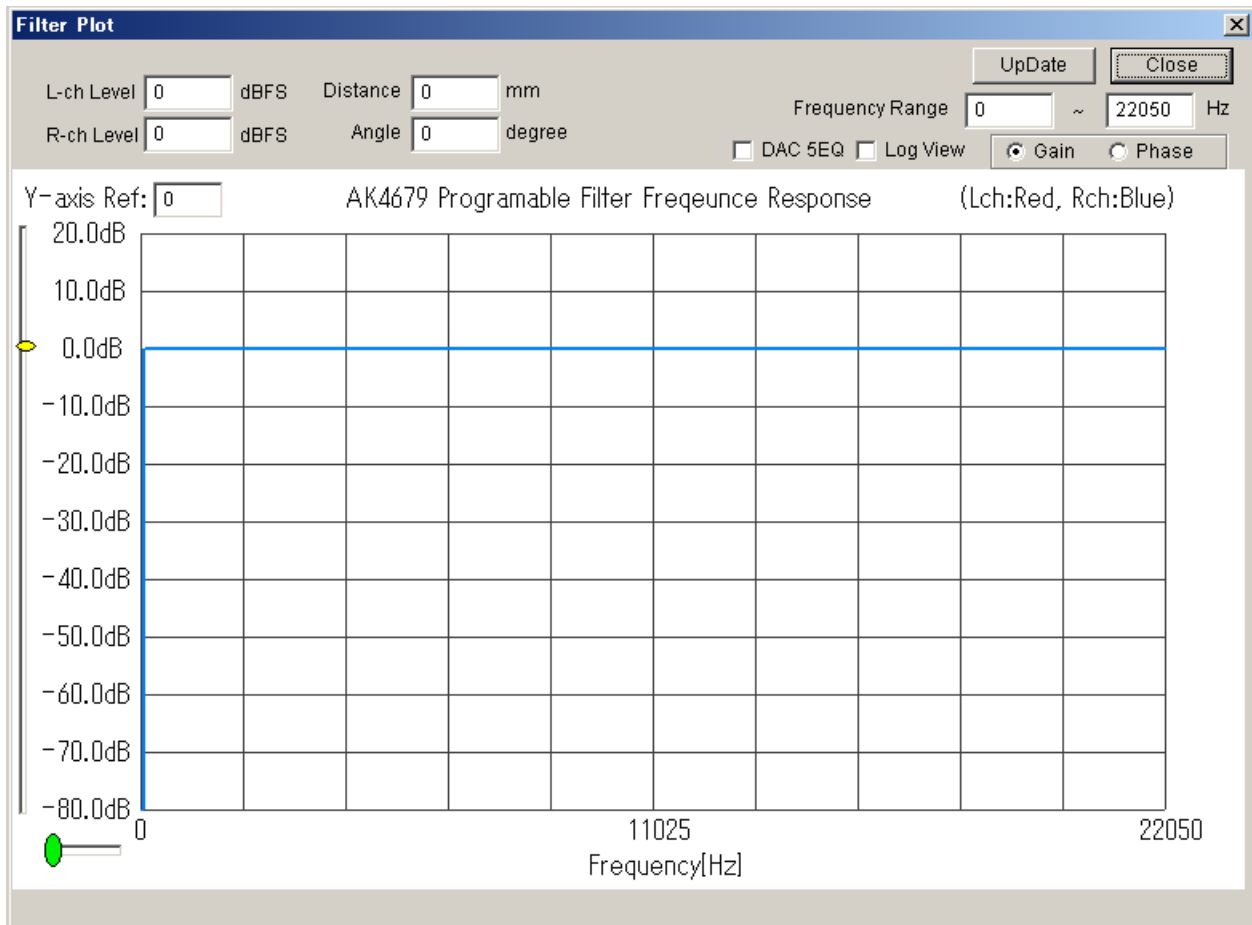 Filter Plot
UpDate Close
L-ch Level 0 dBFS Distance 0 mm
Frequency Range 0 ~ 22050 Hz
R-ch Level 0 dBFS Angle 0 degree
DAC 5EQ Log View Gain Phase
Y-axis Ref: 0 AK4679 Programable Filter Freqeunce Response (Lch:Red, Rch:Blue)
20.0dB
10.0dB
0.0dB
-10.0dB
-20.0dB
-30.0dB
-40.0dB
-50.0dB
-60.0dB
-70.0dB
-80.0dB
0 11025 22050
Frequency[Hz]